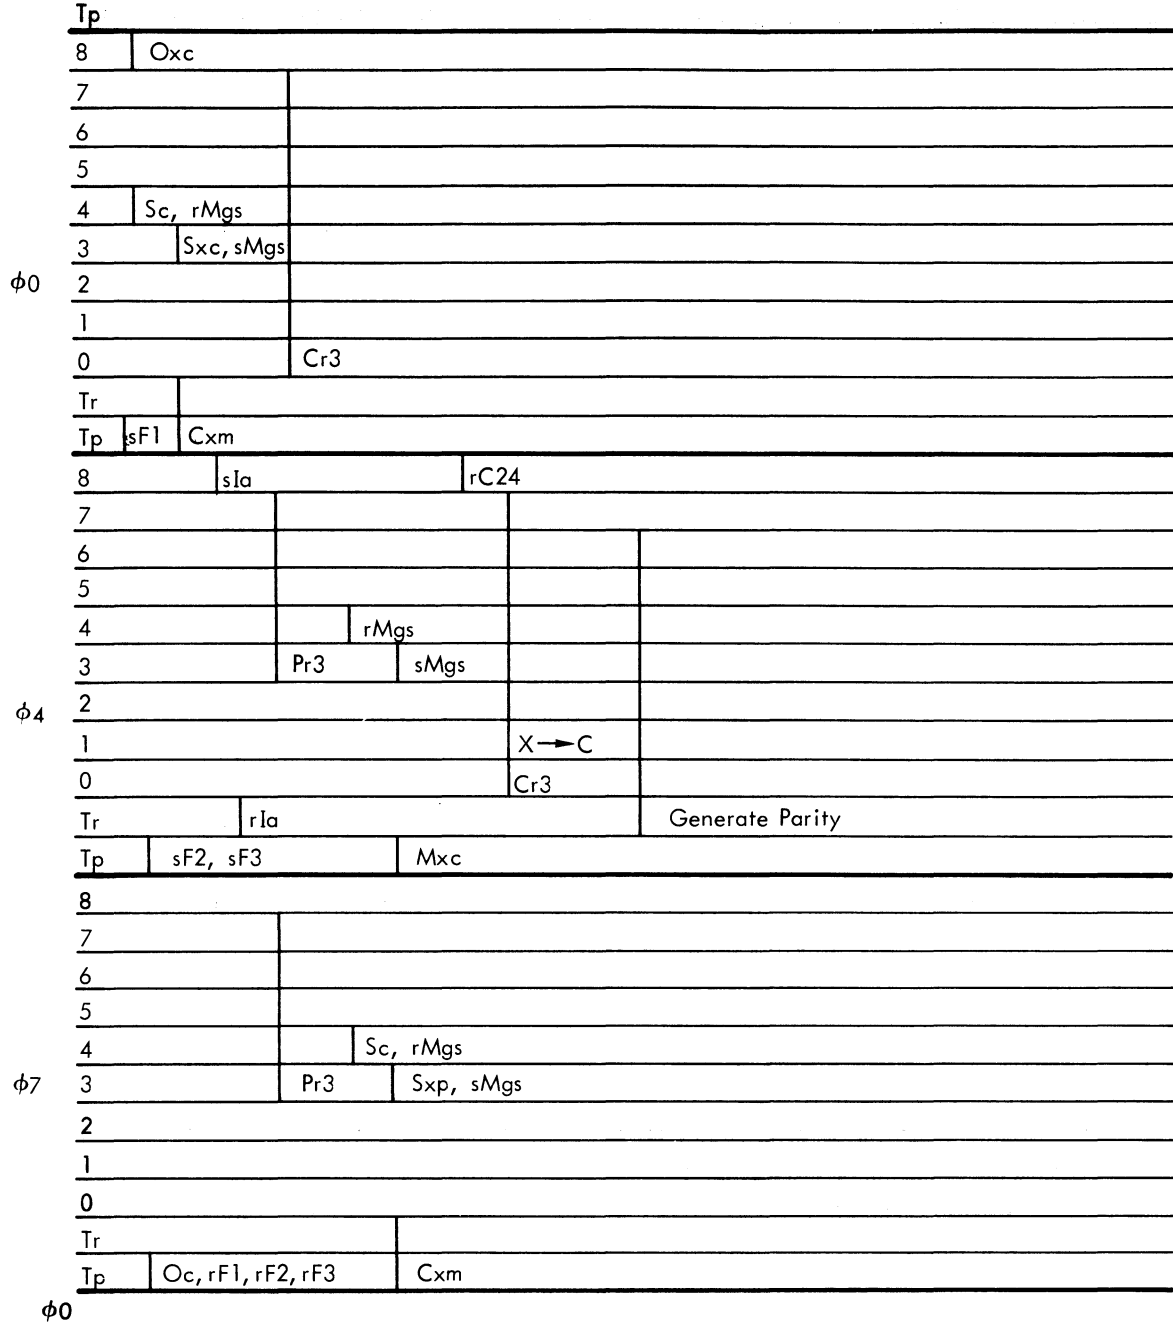 Tp
8 Oxc
7
6
5
4 Sc, rMgs
3 Sxc, sMgs
ϕ0 2
1
0 Cr3
Tr
Tp sF1 Cxm
8 sIa rC24
7
6
5
4 rMgs
3 Pr3 sMgs
ϕ4 2
1 X→C
0 Cr3
Tr rIa Generate Parity
Tp sF2, sF3 Mxc
8
7
6
5
4 Sc, rMgs
ϕ7 3 Pr3 Sxp, sMgs
2
1
0
Tr
Tp Oc, rF1, rF2, rF3 Cxm
ϕ0